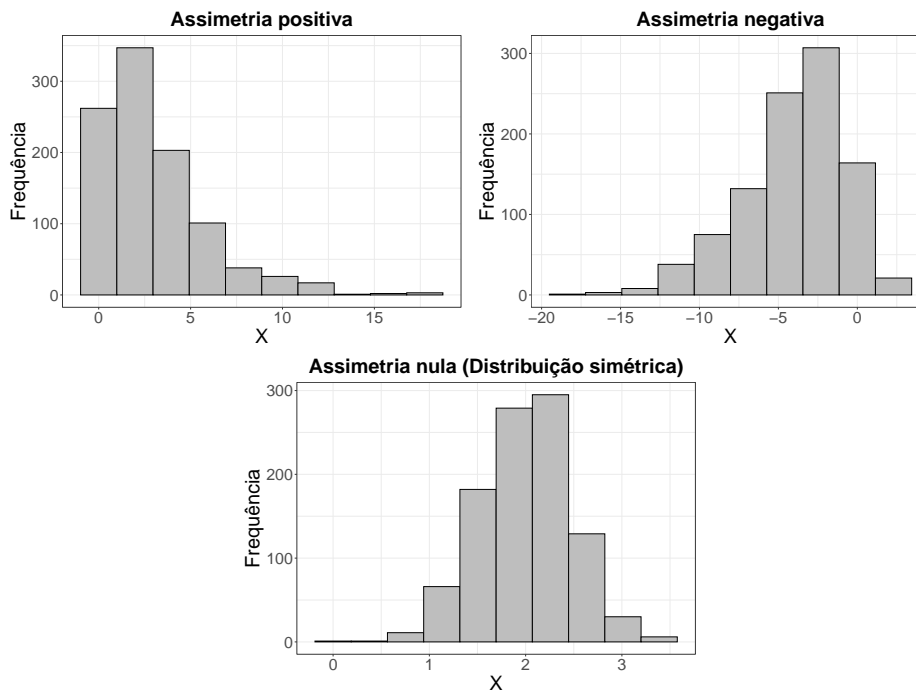 Assimetria positiva
Frequência
300
200
100
0
0 5 10 15
X
Assimetria negativa
Frequência
300
200
100
0
−20 −15 −10 −5 0
X
Assimetria nula (Distribuição simétrica)
Frequência
300
200
100
0
0 1 2 3
X